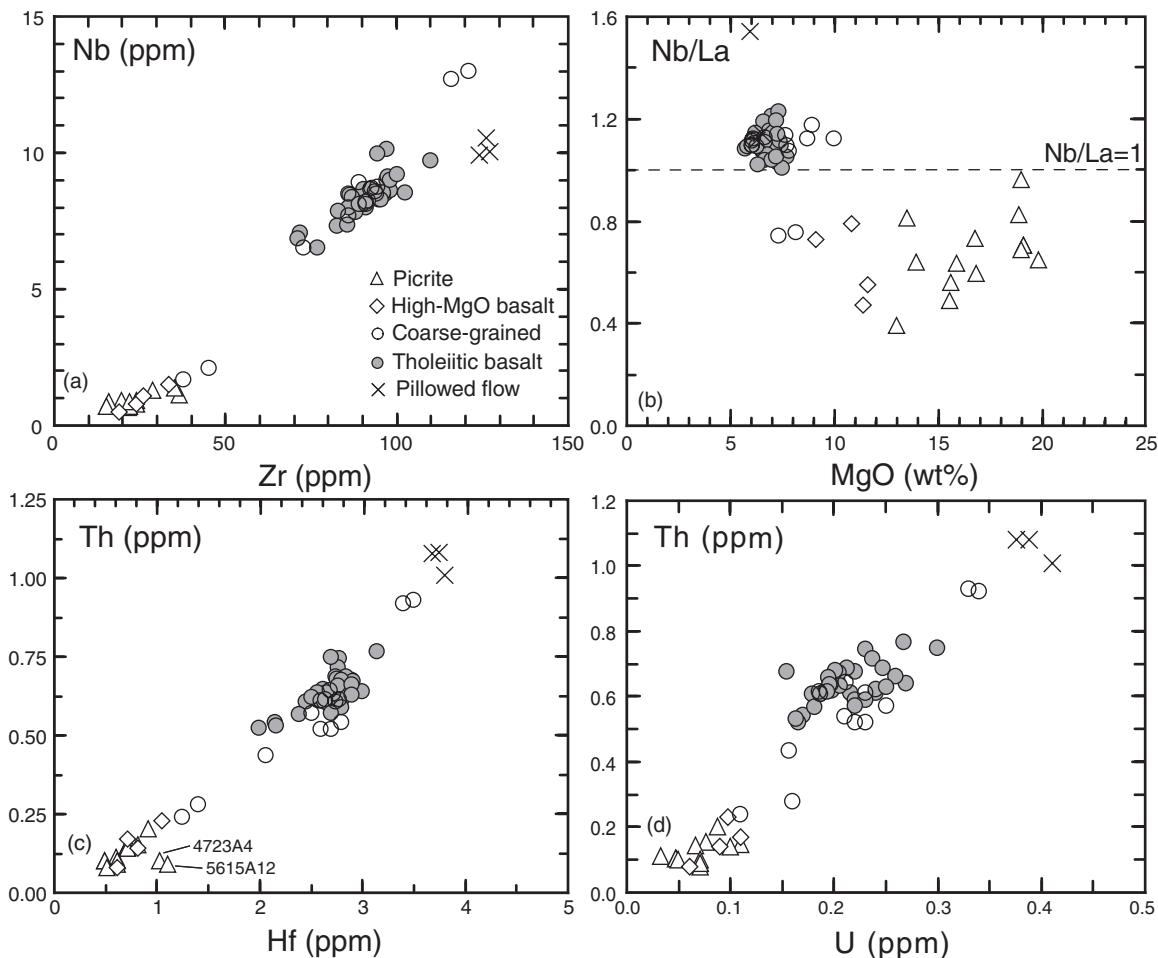 15
10
5
0
Nb (ppm)
Picrite
High-MgO basalt
Coarse-grained
Tholeiitic basalt
Pillowed flow
(a)
0 50 100 150
Zr (ppm)
1.6
1.2
0.8
0.4
0.0
Nb/La
Nb/La=1
(b)
0 5 10 15 20 25
MgO (wt%)
1.25
1.00
0.75
0.50
0.25
0.00
Th (ppm)
(c)
4723A4
5615A12
0 1 2 3 4 5
Hf (ppm)
1.2
1.0
0.8
0.6
0.4
0.2
0.0
Th (ppm)
(d)
0.0 0.1 0.2 0.3 0.4 0.5
U (ppm)